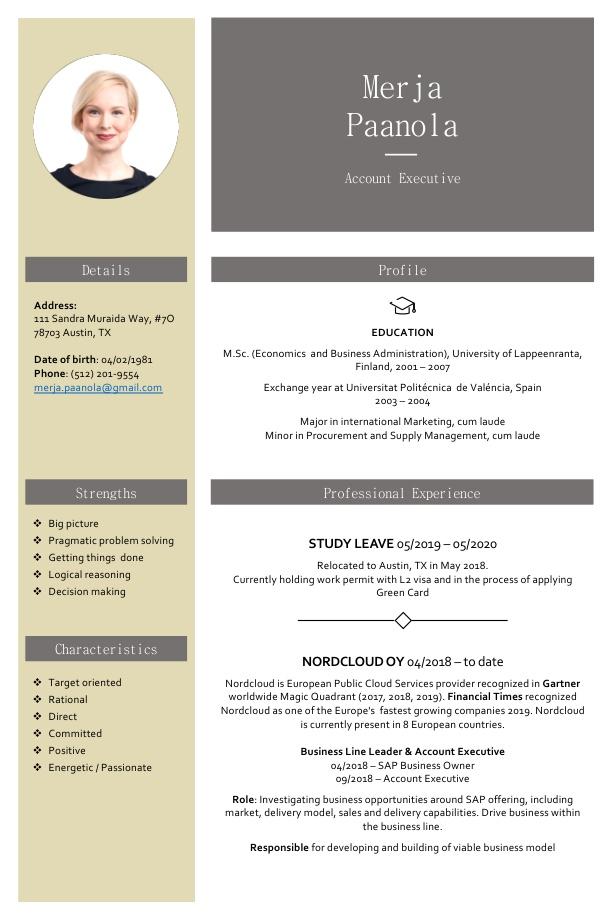 Merja
Paanola
Account Executive
Details
Address:
111 Sandra Muraida Way, #7O
78703 Austin, TX
Date of birth: 04/02/1981
Phone: (512) 201-9554
merja.paanola@gmail.com
Strengths
Big picture
Pragmatic problem solving
Getting things done
Logical reasoning
Decision making
Characteristics
Target oriented
Rational
Direct
Committed
Positive
Energetic / Passionate
Profile
EDUCATION
M.Sc. (Economics and Business Administration), University of Lappeenranta,
Finland, 2001 – 2007
Exchange year at Universitat Politécnica de Valéncia, Spain
2003 – 2004
Major in international Marketing, cum laude
Minor in Procurement and Supply Management, cum laude
Professional Experience
STUDY LEAVE 05/2019 – 05/2020
Relocated to Austin, TX in May 2018.
Currently holding work permit with L2 visa and in the process of applying
Green Card
NORDCLOUD OY 04/2018 – to date
Nordcloud is European Public Cloud Services provider recognized in Gartner
worldwide Magic Quadrant (2017, 2018, 2019). Financial Times recognized
Nordcloud as one of the Europe's fastest growing companies 2019. Nordcloud
is currently present in 8 European countries.
Business Line Leader & Account Executive
04/2018 – SAP Business Owner
09/2018 – Account Executive
Role: Investigating business opportunities around SAP offering, including
market, delivery model, sales and delivery capabilities. Drive business within
the business line.
Responsible for developing and building of viable business model